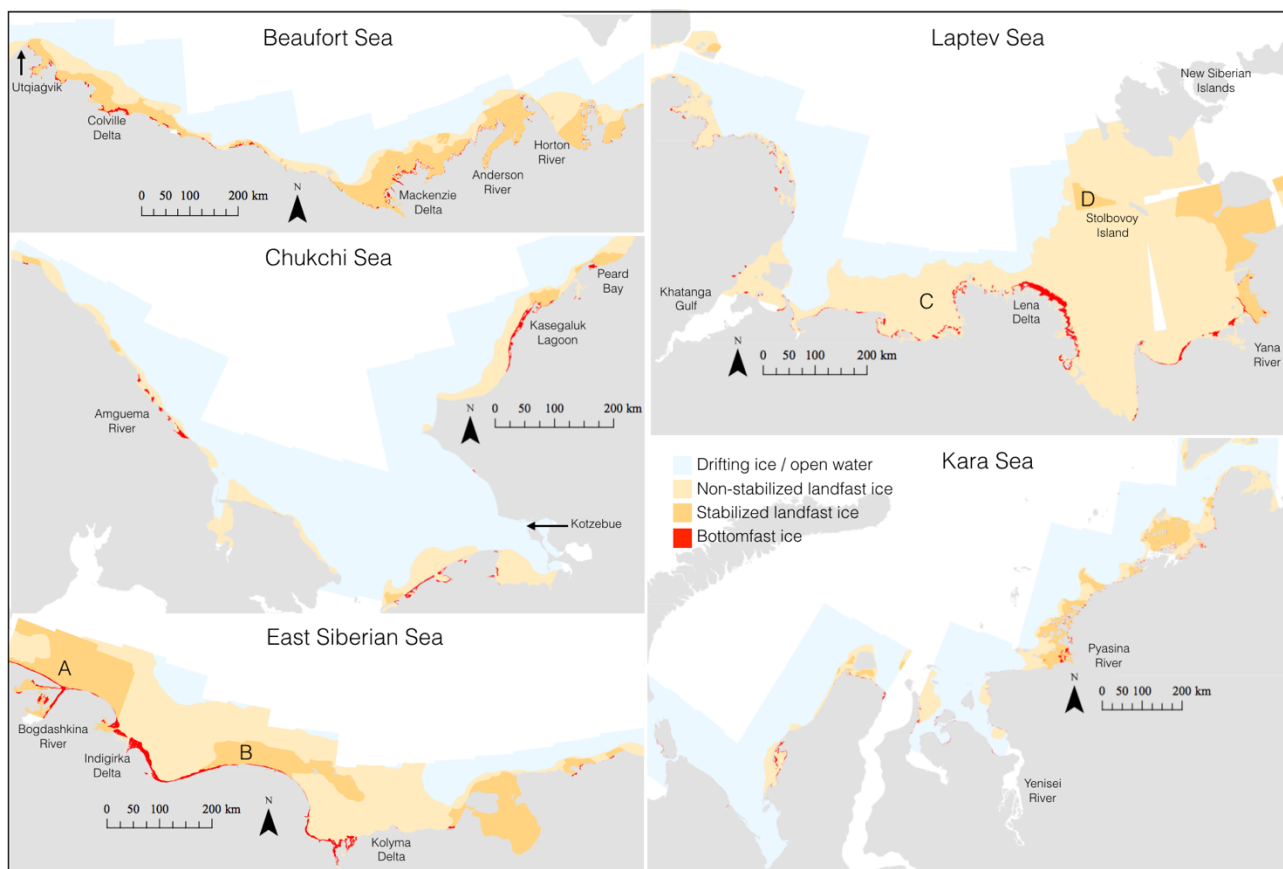 Beaufort Sea
Utqiaġvik
Colville
Delta
Mackenzie
Delta
Anderson
River
Horton
River
N
0 50 100 200 km
Chukchi Sea
Peard
Bay
Kasegaluk
Lagoon
N
0 50 100 200 km
Amguema
River
Kotzebue
East Siberian Sea
A
B
Bogdashkina
River
Indigirka
Delta
0 50 100 200 km
N
Kolyma
Delta
Laptev Sea
New Siberian
Islands
D
Stolbovoy
Island
Khatanga
Gulf
C
Lena
Delta
N
0 50 100 200 km
Yana
River
Kara Sea
Drifting ice / open water
Non-stabilized landfast ice
Stabilized landfast ice
Bottomfast ice
Pyasina
River
N
0 50 100 200 km
Yenisei
River